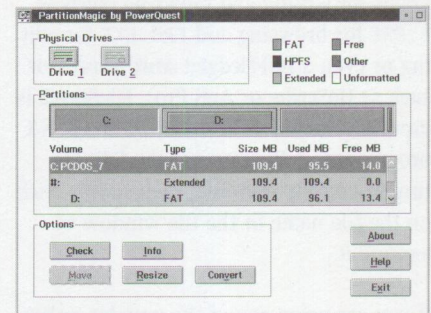 PartitionMagic by PowerQuest
Physical Drives
Drive 1 Drive 2
FAT Free
HPFS Other
Extended Unformatted
Partitions
C: D:
Volume Type Size MB Used MB Free MB
C: PCDOS_7 FAT 109.4 95.5 14.0
#: Extended 109.4 109.4 0.0
D: FAT 109.4 96.1 13.4
Options
Check Info
Move Resize Convert
About
Help
Exit